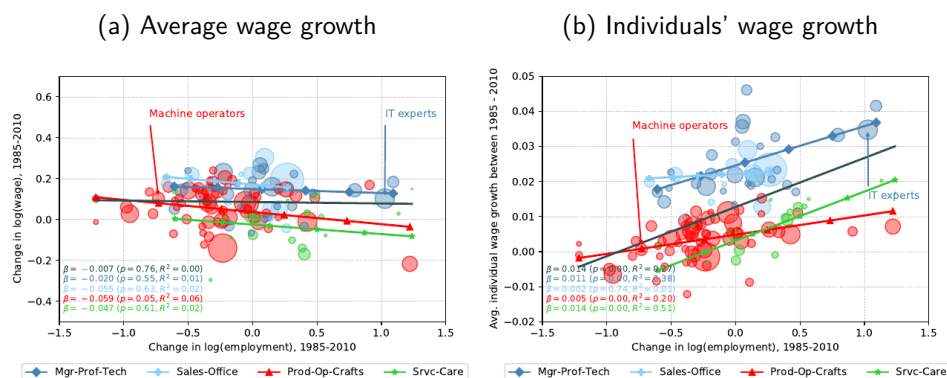 (a) Average wage growth
(b) Individuals' wage growth
Change in log(wage), 1985-2010
0.6
0.4
0.2
0.0
−0.2
−0.4
Machine operators
IT experts
β = −0.007 (p = 0.76, R² = 0.00)
β = −0.020 (p = 0.55, R² = 0.01)
β = −0.055 (p = 0.63, R² = 0.02)
β = −0.059 (p = 0.05, R² = 0.06)
β = −0.047 (p = 0.61, R² = 0.02)
−1.5 −1.0 −0.5 0.0 0.5 1.0 1.5
Change in log(employment), 1985-2010
Mgr-Prof-Tech Sales-Office Prod-Op-Crafts Srvc-Care
Avg. individual wage growth between 1985 - 2010
0.05
0.04
0.03
0.02
0.01
0.00
−0.01
−0.02
Machine operators
IT experts
β = 0.014 (p = 0.00, R² = 0.27)
β = 0.011 (p = 0.00, R² = 0.38)
β = 0.002 (p = 0.74, R² = 0.01)
β = 0.005 (p = 0.00, R² = 0.20)
β = 0.014 (p = 0.00, R² = 0.51)
−1.5 −1.0 −0.5 0.0 0.5 1.0 1.5
Change in log(employment), 1985-2010
Mgr-Prof-Tech Sales-Office Prod-Op-Crafts Srvc-Care